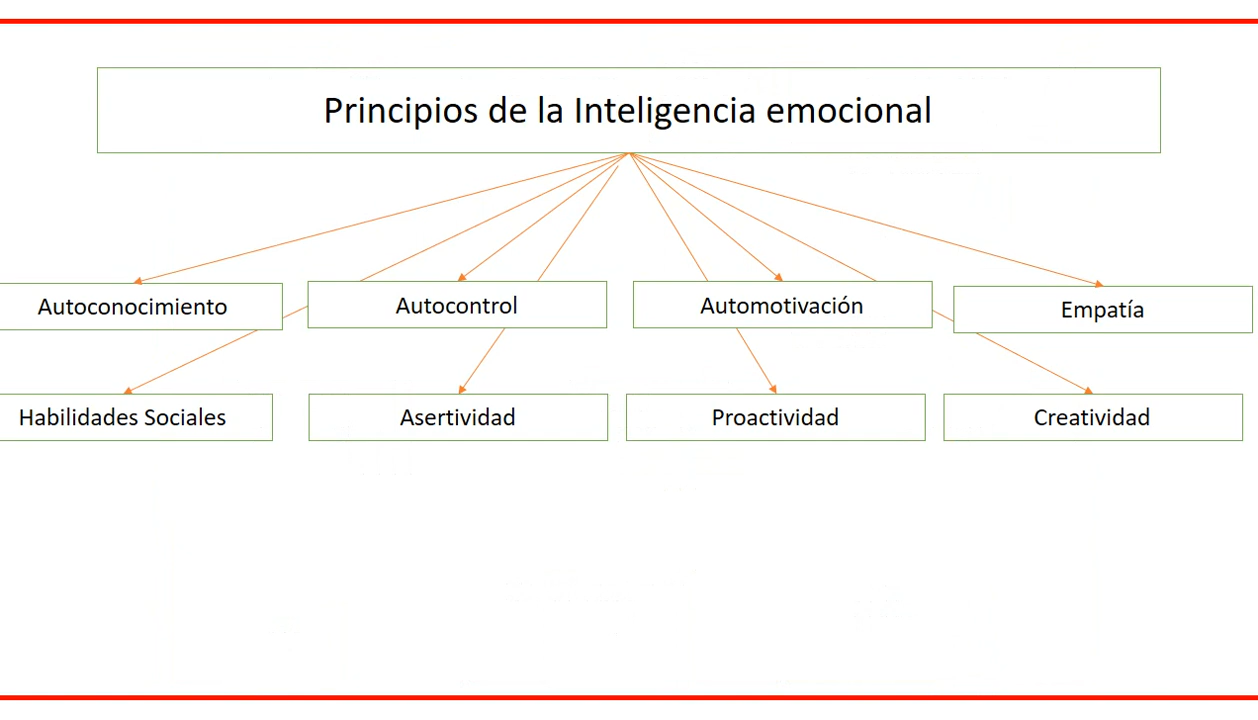 Principios de la Inteligencia emocional
Autoconocimiento
Autocontrol
Automotivación
Empatía
Habilidades Sociales
Asertividad
Proactividad
Creatividad